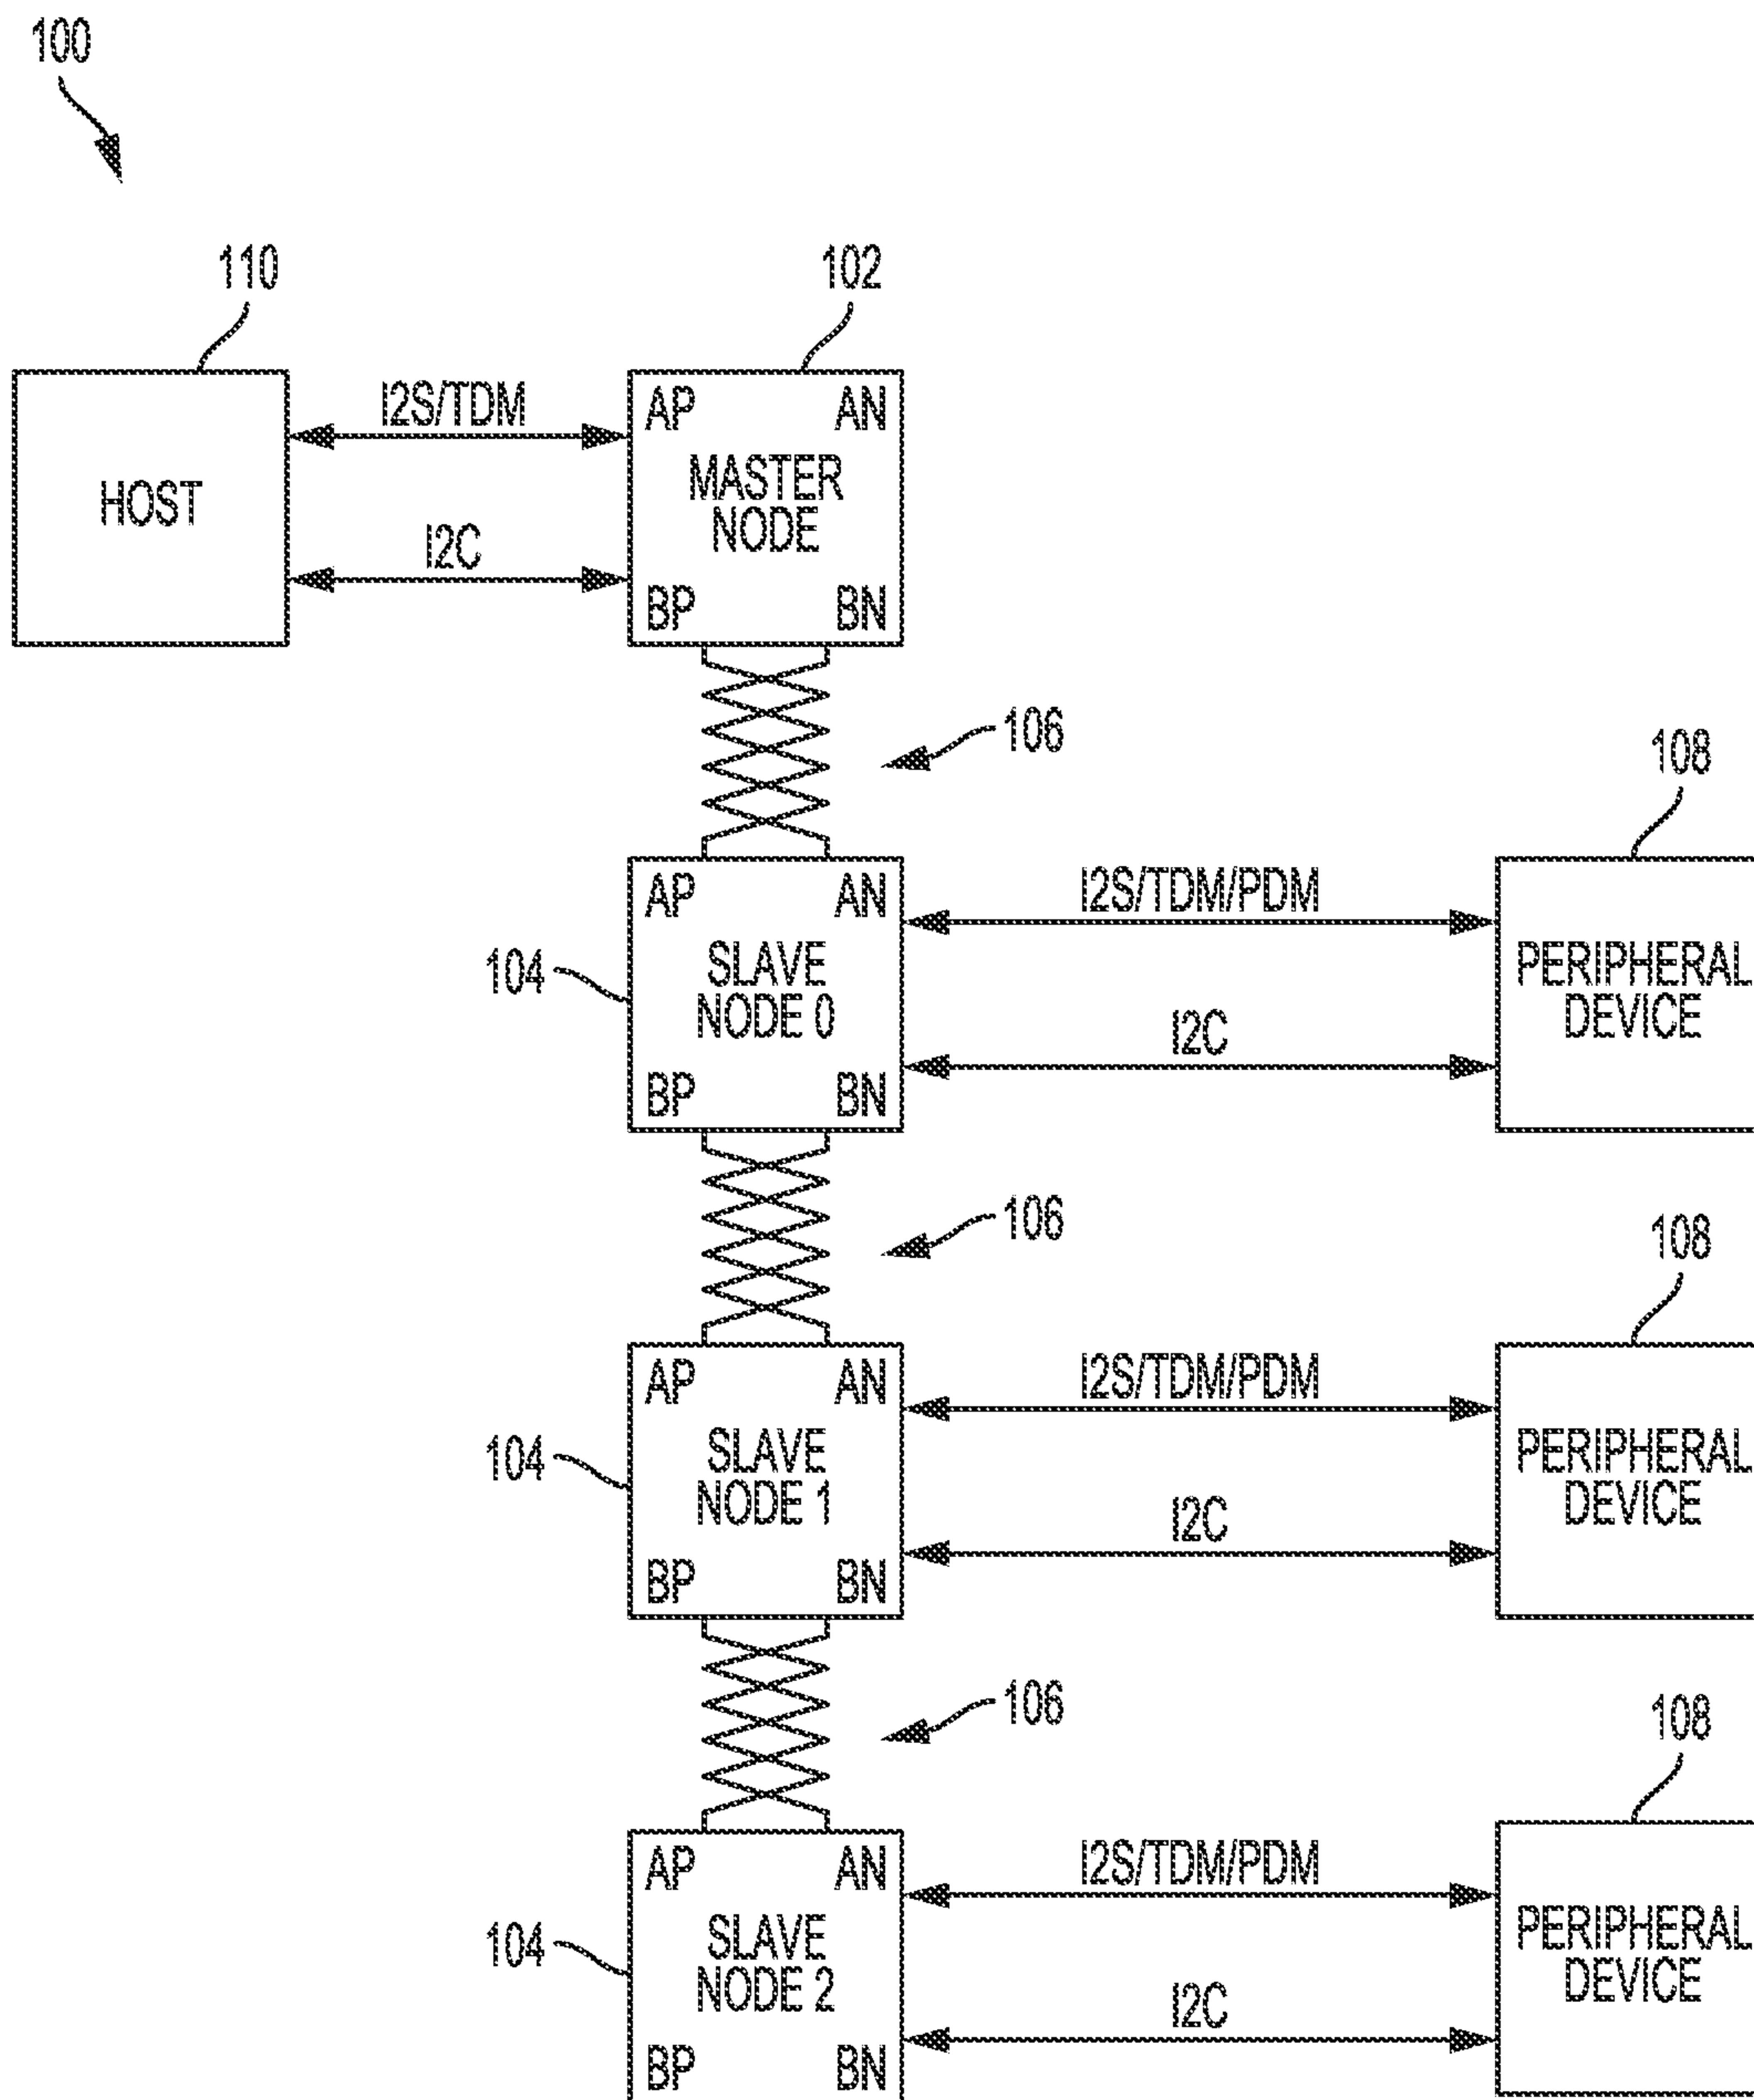 100
110
102
I2S/TDM
AP AN
HOST
MASTER
NODE
I2C
BP BN
106
108
I2S/TDM/PDM
AP AN
104
SLAVE
NODE 0
PERIPHERAL
DEVICE
I2C
BP BN
106
108
I2S/TDM/PDM
AP AN
104
SLAVE
NODE 1
PERIPHERAL
DEVICE
I2C
BP BN
106
108
I2S/TDM/PDM
AP AN
104
SLAVE
NODE 2
PERIPHERAL
DEVICE
I2C
BP BN